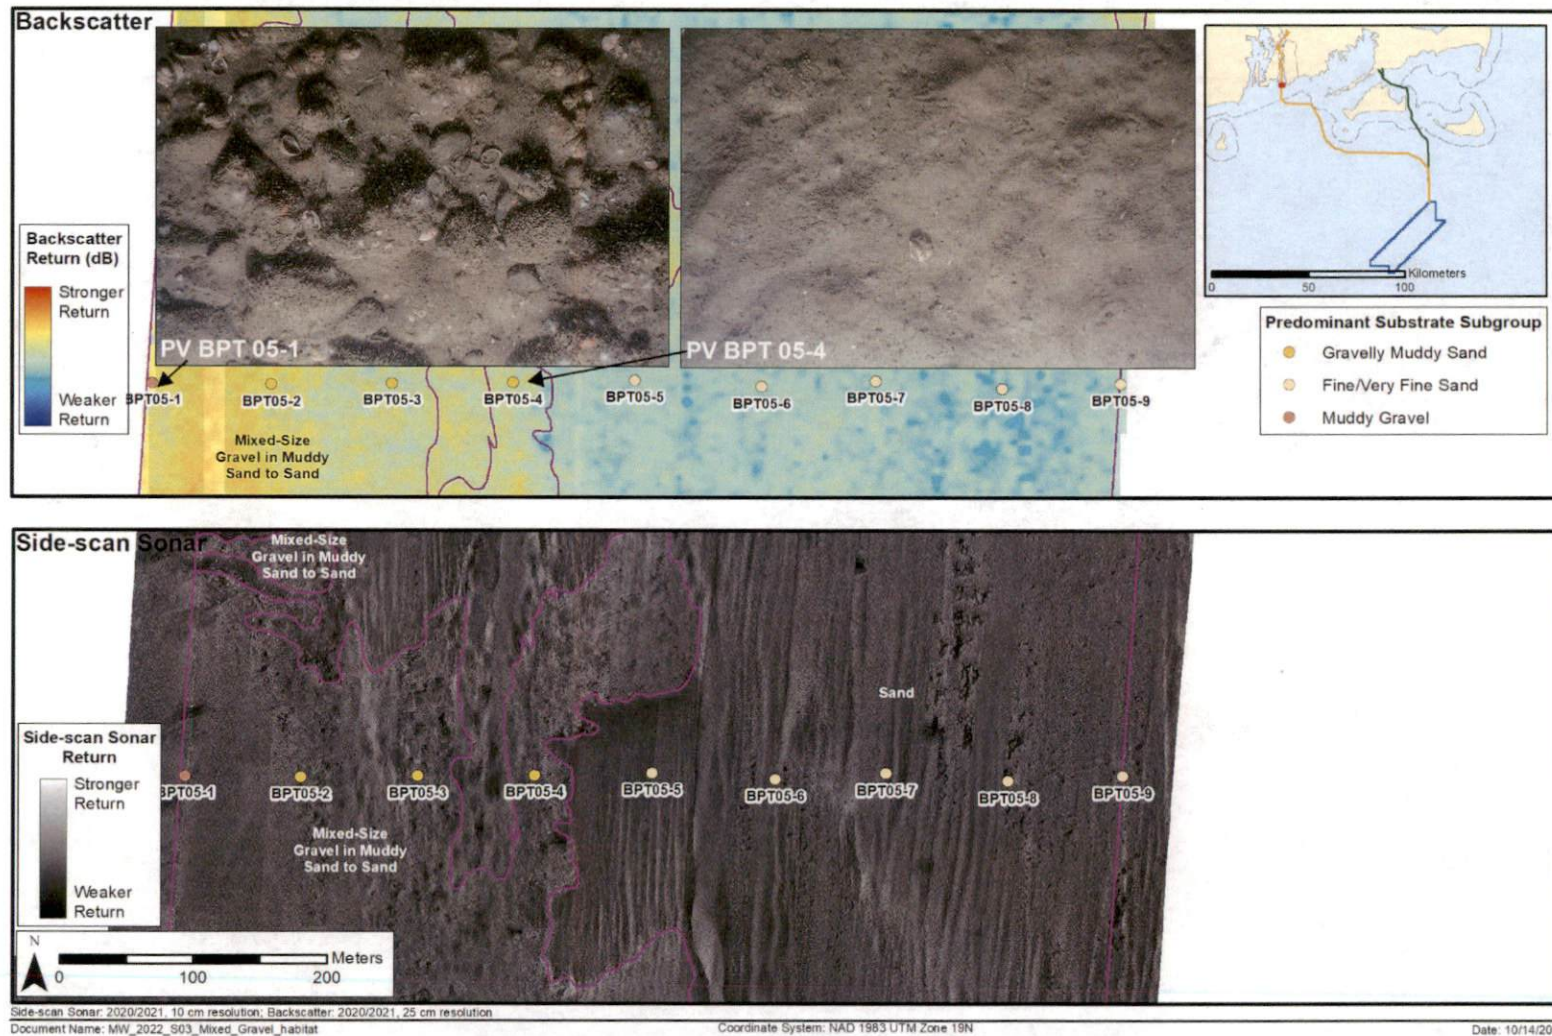 Backscatter
PV BPT 05-1
PV BPT 05-4
Backscatter
Return (dB)
Stronger
Return
Weaker
Return
BPT05-1
BPT05-2
BPT05-3
BPT05-4
BPT05-5
BPT05-6
BPT05-7
BPT05-8
BPT05-9
Mixed-Size
Gravel in Muddy
Sand to Sand
Kilometers
0 50 100
Predominant Substrate Subgroup
Gravelly Muddy Sand
Fine/Very Fine Sand
Muddy Gravel
Side-scan Sonar
Mixed-Size
Gravel in Muddy
Sand to Sand
Sand
Side-scan Sonar
Return
Stronger
Return
Weaker
Return
BPT05-1
BPT05-2
BPT05-3
BPT05-4
BPT05-5
BPT05-6
BPT05-7
BPT05-8
BPT05-9
Mixed-Size
Gravel in Muddy
Sand to Sand
N
Meters
0 100 200
Side-scan Sonar: 2020/2021, 10 cm resolution; Backscatter: 2020/2021, 25 cm resolution
Document Name: MW_2022_S03_Mixed_Gravel_habitat
Coordinate System: NAD 1983 UTM Zone 19N
Date: 10/14/20